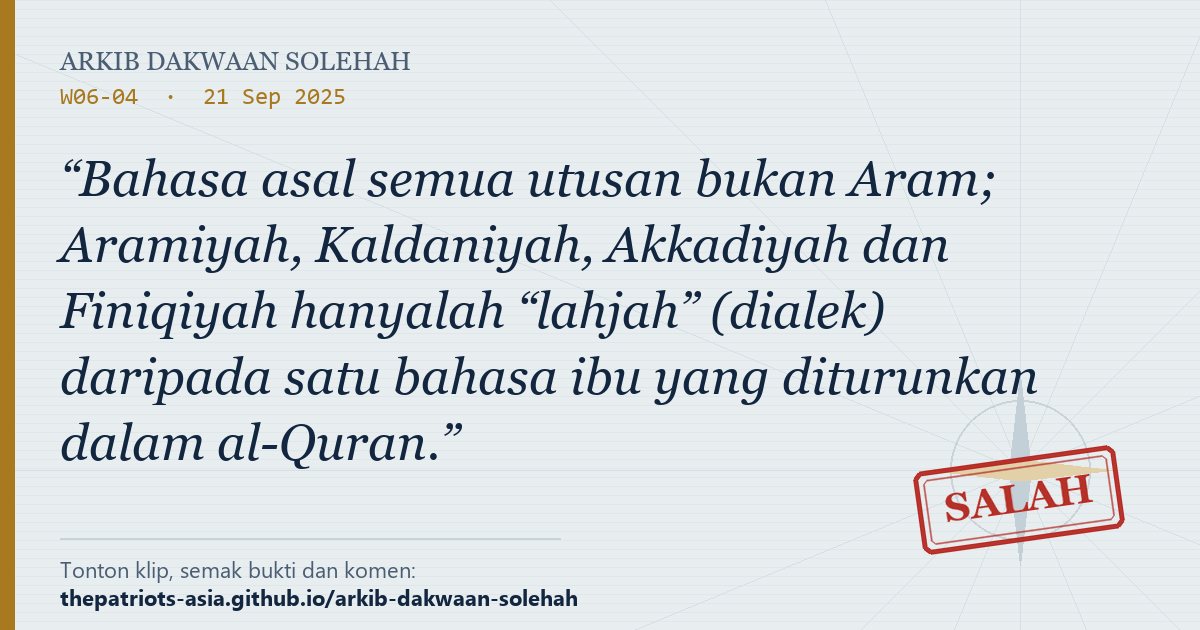 ARKIB DAKWAAN SOLEHAH
W06-04 · 21 Sep 2025
“Bahasa asal semua utusan bukan Aram;
Aramiyah, Kaldaniyah, Akkadiyah dan
Finiqiyah hanyalah “lahjah” (dialek)
daripada satu bahasa ibu yang diturunkan
dalam al-Quran.”
SALAH
Tonton klip, semak bukti dan komen:
thepatriots-asia.github.io/arkib-dakwaan-solehah